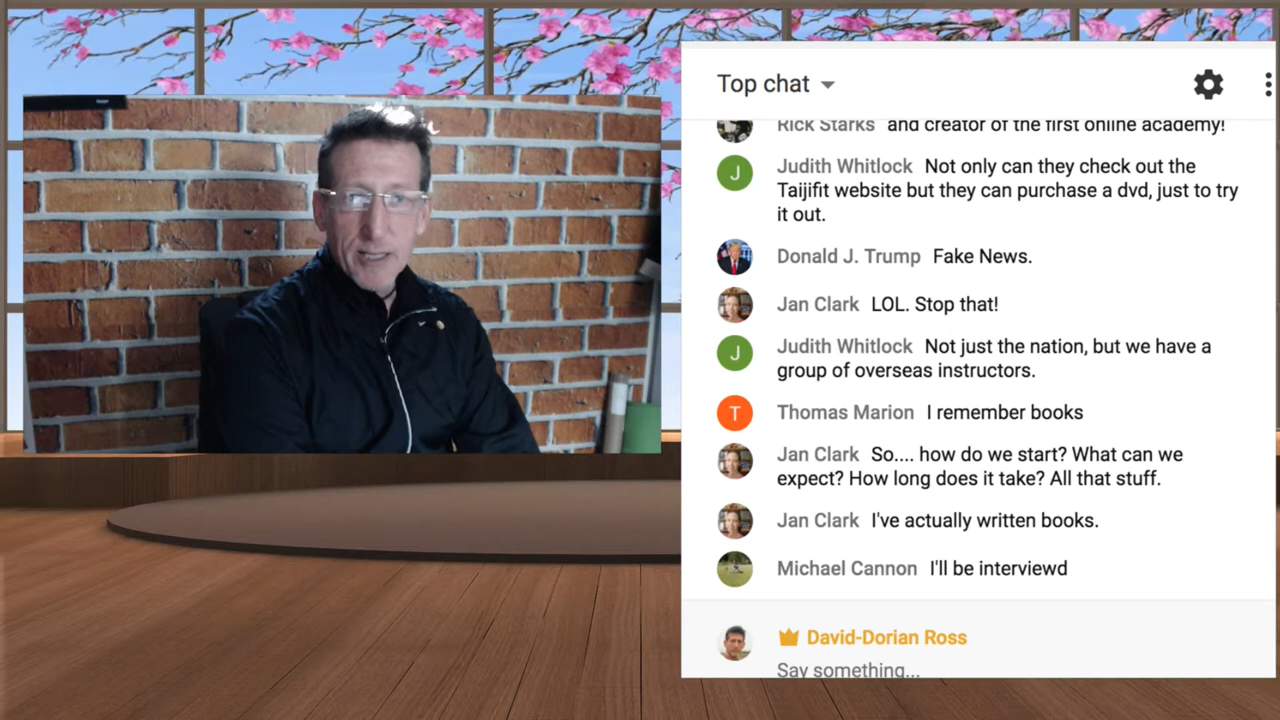 Top chat
Rick Starks and creator of the first online academy!
Judith Whitlock Not only can they check out the
Taijifit website but they can purchase a dvd, just to try
it out.
Donald J. Trump Fake News.
Jan Clark LOL. Stop that!
Judith Whitlock Not just the nation, but we have a
group of overseas instructors.
Thomas Marion I remember books
Jan Clark So.... how do we start? What can we
expect? How long does it take? All that stuff.
Jan Clark I've actually written books.
Michael Cannon I'll be interviewd
David-Dorian Ross
Say something...
J
J
T